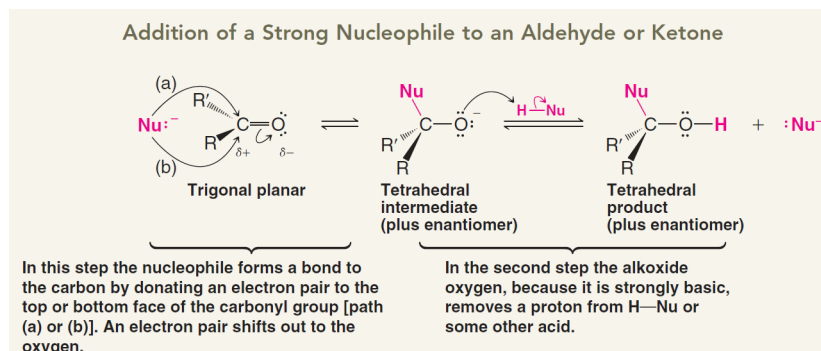 Addition of a Strong Nucleophile to an Aldehyde or Ketone
(a)
R'
Nu:⁻
C=O
R
δ+ δ−
(b)
Trigonal planar
Nu
C—O:⁻
H—Nu
R'
R
Tetrahedral
intermediate
(plus enantiomer)
Nu
C—O—H + :Nu⁻
R'
R
Tetrahedral
product
(plus enantiomer)
In this step the nucleophile forms a bond to
the carbon by donating an electron pair to the
top or bottom face of the carbonyl group [path
(a) or (b)]. An electron pair shifts out to the
oxygen.
In the second step the alkoxide
oxygen, because it is strongly basic,
removes a proton from H—Nu or
some other acid.